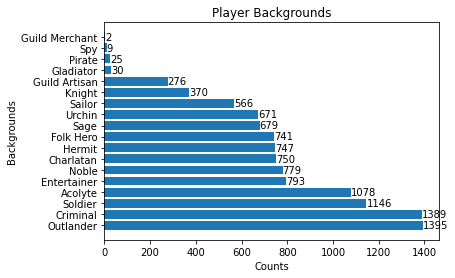 Player Backgrounds
Guild Merchant 2
Spy 9
Pirate 25
Gladiator 30
Guild Artisan 276
Knight 370
Sailor 566
Urchin 671
Sage 679
Folk Hero 741
Hermit 747
Charlatan 750
Noble 779
Entertainer 793
Acolyte 1078
Soldier 1146
Criminal 1389
Outlander 1395
Backgrounds
0 200 400 600 800 1000 1200 1400
Counts